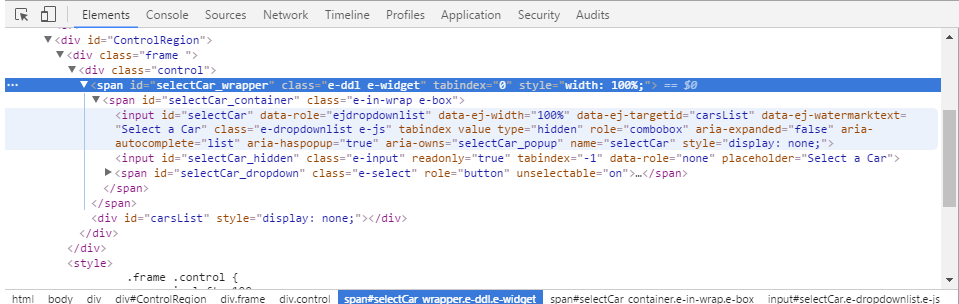 Elements Console Sources Network Timeline Profiles Application Security Audits
<div id="ControlRegion">
<div class="frame ">
<div class="control">
… <span id="selectCar_wrapper" class="e-ddl e-widget" tabindex="0" style="width: 100%;"> == $0
<span id="selectCar_container" class="e-in-wrap e-box">
<input id="selectCar" data-role="ejdropdownlist" data-ej-width="100%" data-ej-targetid="carsList" data-ej-watermarktext=
"Select a Car" class="e-dropdownlist e-js" tabindex value type="hidden" role="combobox" aria-expanded="false" aria-
autocomplete="list" aria-haspopup="true" aria-owns="selectCar_popup" name="selectCar" style="display: none;">
<input id="selectCar_hidden" class="e-input" readonly="true" tabindex="-1" data-role="none" placeholder="Select a Car">
<span id="selectCar_dropdown" class="e-select" role="button" unselectable="on">…</span>
</span>
</span>
<div id="carsList" style="display: none;"></div>
</div>
</div>
<style>
.frame .control {
html body div div#ControlRegion div.frame div.control span#selectCar_wrapper.e-ddl.e-widget span#selectCar_container.e-in-wrap.e-box input#selectCar.e-dropdownlist.e-js